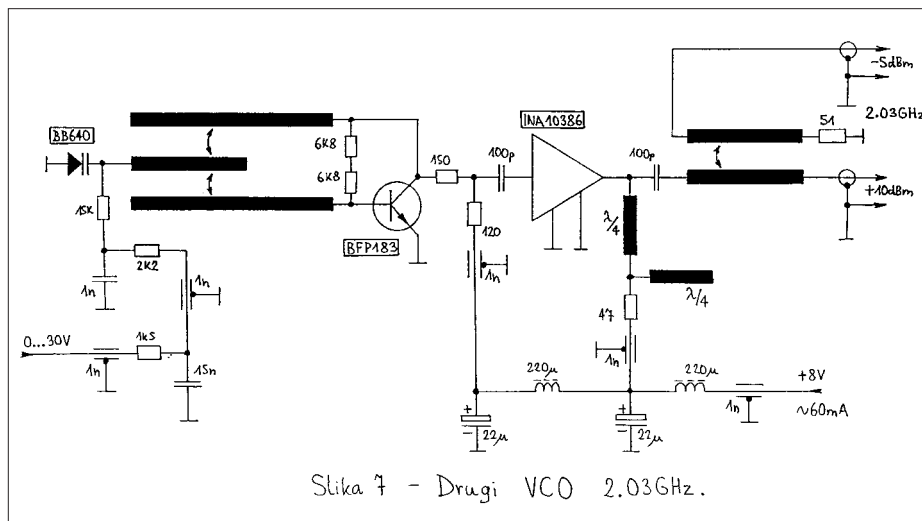 BB640
15K
1n
2K2
1n
0...30V
1n
1k5
15n
6K8
6K8
BFP183
150
120
1n
100p
INA10386
100p
λ/4
λ/4
47
1n
220μ
220μ
22μ
22μ
+
-
+
-
1n
+8V
~60mA
-5dBm
2.03GHz
51
+10dBm
Slika 7 - Drugi VCO 2.03GHz.